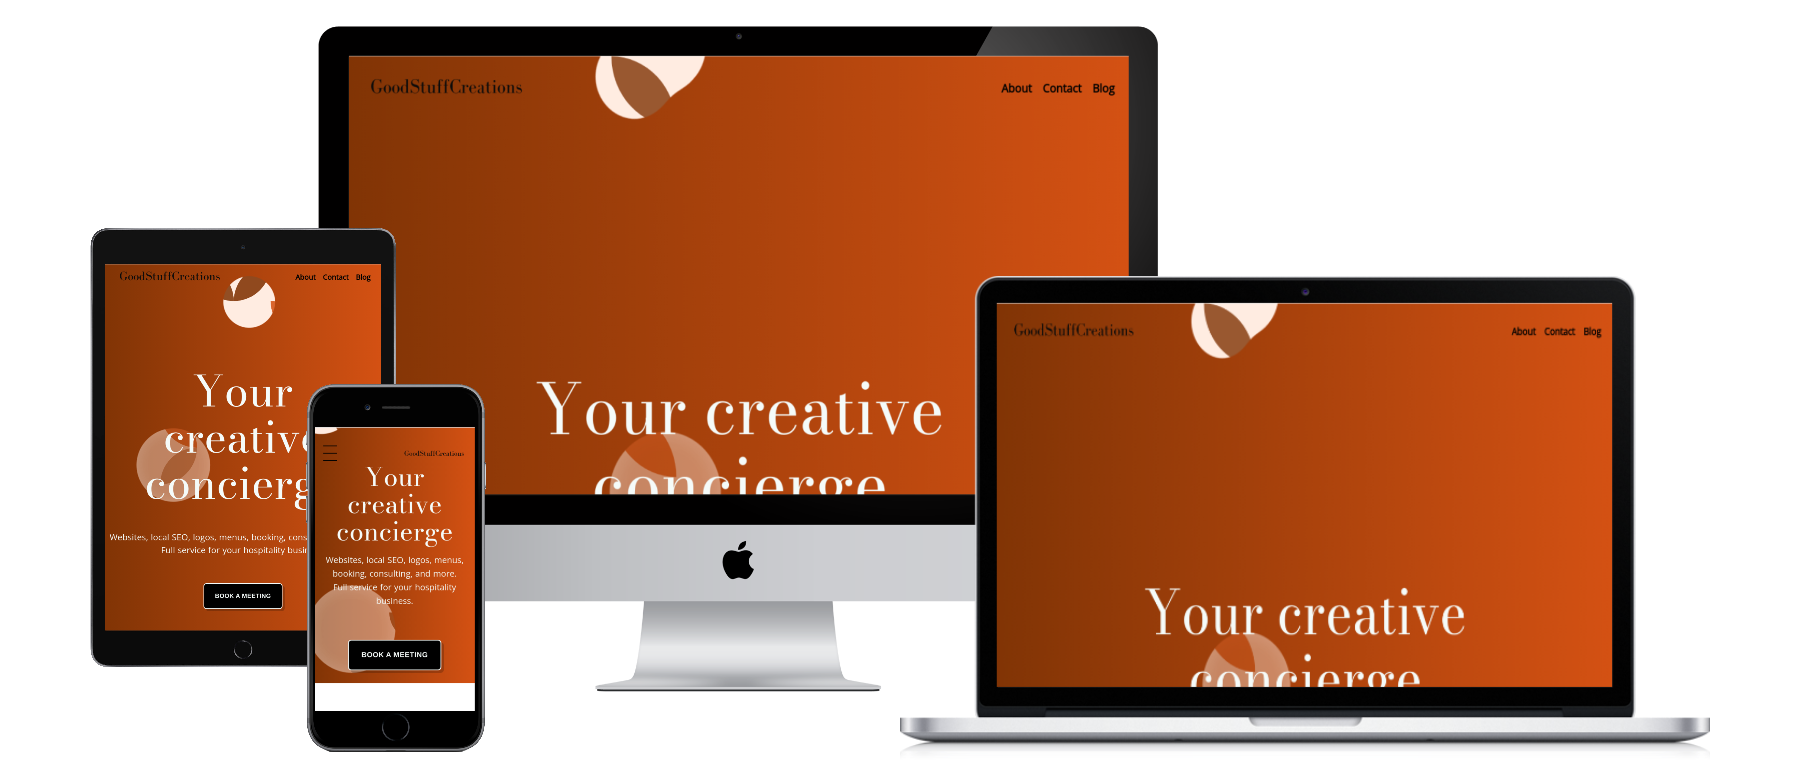 GoodStuffCreations
About Contact Blog
Your creative
concierge
GoodStuffCreations
About Contact Blog
Your
creative
concierg
Websites, local SEO, logos, menus, booking, cons
Full service for your hospitality busin
BOOK A MEETING
GoodStuffCreations
Your
creative
concierge
Websites, local SEO, logos, menus,
booking, consulting, and more.
Full service for your hospitality
business.
BOOK A MEETING
GoodStuffCreations
About Contact Blog
Your creative
concierge